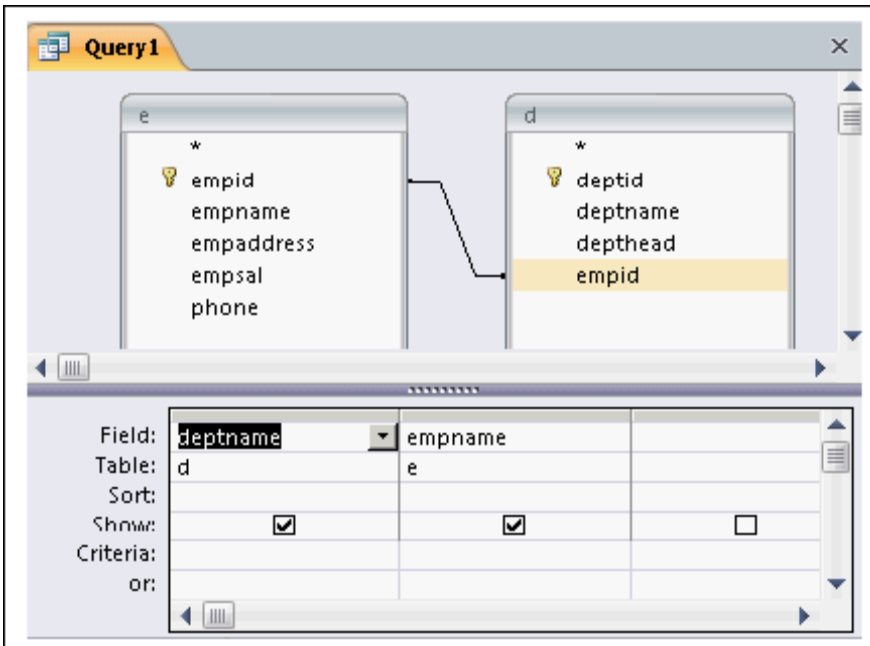 Query1
e
*
empid
empname
empaddress
empsal
phone
d
*
deptid
deptname
depthead
empid
Field: deptname empname
Table: d e
Sort:
Show:
Criteria:
or: